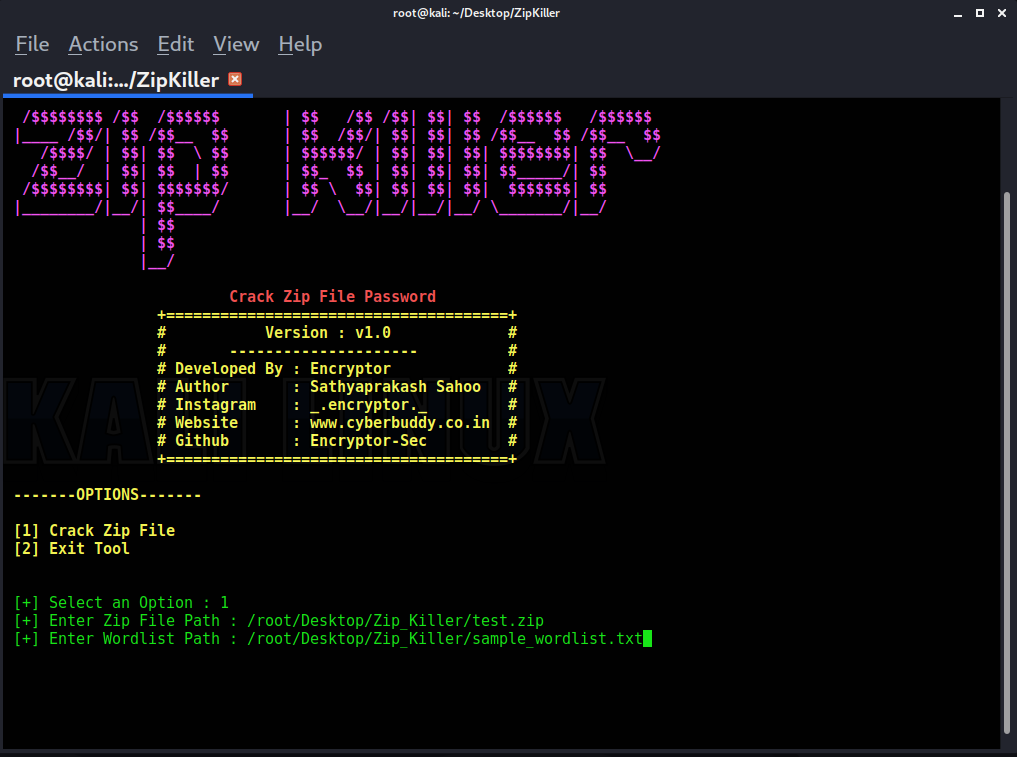 root@kali: ~/Desktop/ZipKiller
File Actions Edit View Help
root@kali:.../ZipKiller
 /$$$$$$$$ /$$  /$$$$$$       | $$   /$$ /$$| $$| $$  /$$$$$$   /$$$$$$
|____ /$$/| $$ /$$__  $$      | $$  /$$/| $$| $$| $$ /$$__  $$ /$$__  $$
   /$$$$/ | $$| $$  \ $$      | $$$$$$/ | $$| $$| $$| $$$$$$$$| $$  \__/
  /$$__/  | $$| $$  | $$      | $$_  $$ | $$| $$| $$| $$_____/| $$
 /$$$$$$$$| $$| $$$$$$$/      | $$ \  $$| $$| $$| $$|  $$$$$$$| $$
|________/|__/| $$____/       |__/  \__/|__/|__/|__/ \_______/|__/
              | $$
              | $$
              |__/
Crack Zip File Password
+======================================+
#           Version : v1.0             #
#       ---------------------          #
# Developed By : Encryptor             #
# Author       : Sathyaprakash Sahoo   #
# Instagram    : _.encryptor._         #
# Website      : www.cyberbuddy.co.in  #
# Github       : Encryptor-Sec         #
+======================================+
KALI LINUX
-------OPTIONS-------
[1] Crack Zip File
[2] Exit Tool
[+] Select an Option : 1
[+] Enter Zip File Path : /root/Desktop/Zip_Killer/test.zip
[+] Enter Wordlist Path : /root/Desktop/Zip_Killer/sample_wordlist.txt